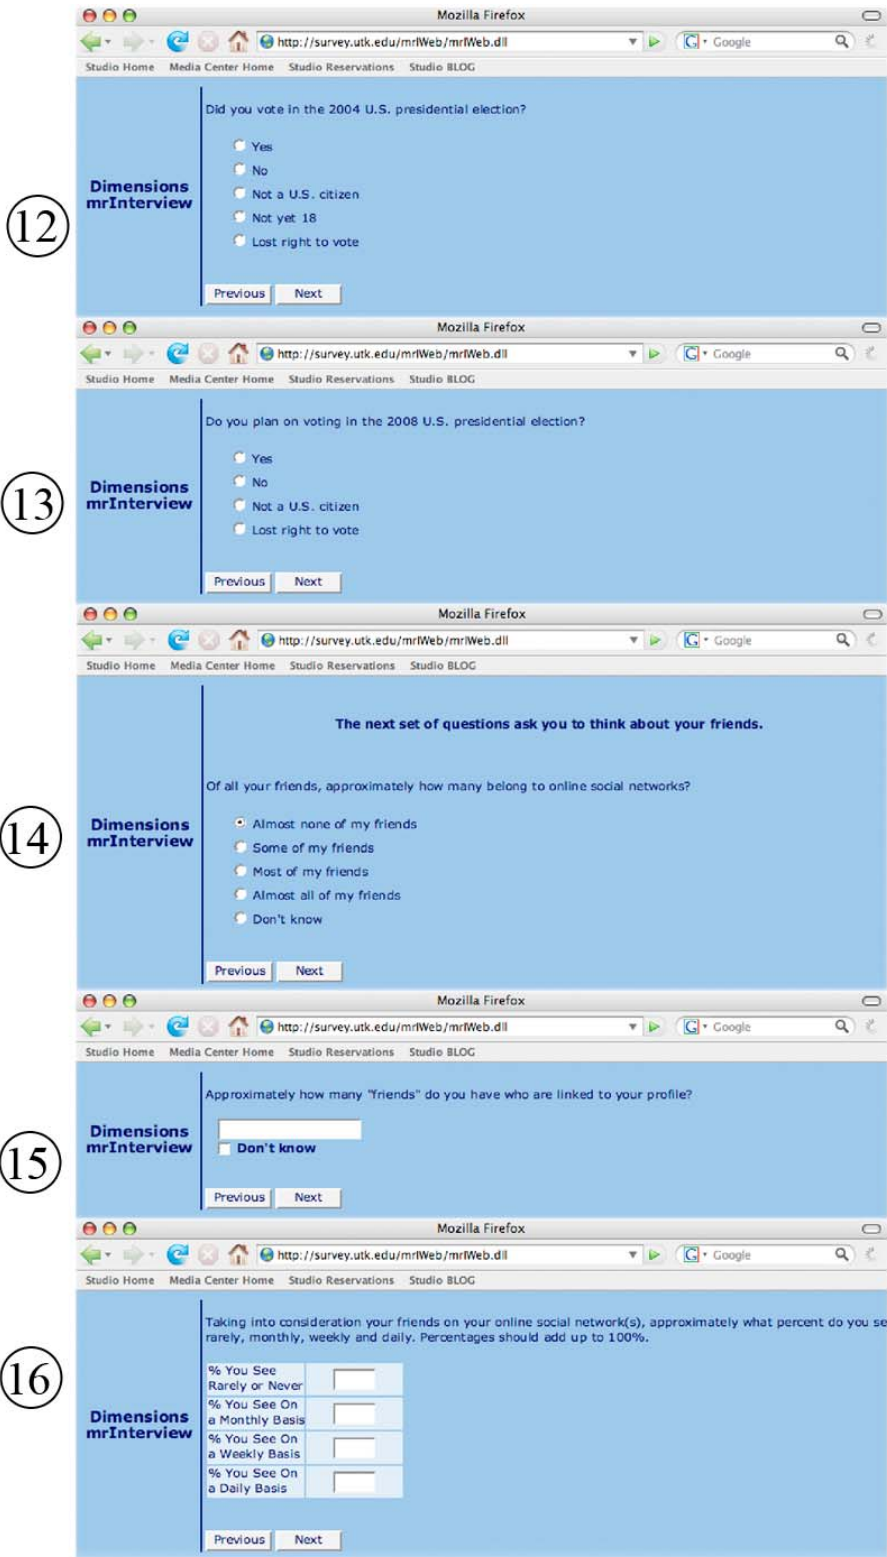 Mozilla Firefox
http://survey.utk.edu/mrIWeb/mrIWeb.dll
G Google
Studio Home Media Center Home Studio Reservations Studio BLOG
12
Dimensions
mrInterview
Did you vote in the 2004 U.S. presidential election?
Yes
No
Not a U.S. citizen
Not yet 18
Lost right to vote
Previous Next
Mozilla Firefox
http://survey.utk.edu/mrIWeb/mrIWeb.dll
G Google
Studio Home Media Center Home Studio Reservations Studio BLOG
13
Dimensions
mrInterview
Do you plan on voting in the 2008 U.S. presidential election?
Yes
No
Not a U.S. citizen
Lost right to vote
Previous Next
Mozilla Firefox
http://survey.utk.edu/mrIWeb/mrIWeb.dll
G Google
Studio Home Media Center Home Studio Reservations Studio BLOG
14
Dimensions
mrInterview
The next set of questions ask you to think about your friends.
Of all your friends, approximately how many belong to online social networks?
Almost none of my friends
Some of my friends
Most of my friends
Almost all of my friends
Don't know
Previous Next
Mozilla Firefox
http://survey.utk.edu/mrIWeb/mrIWeb.dll
G Google
Studio Home Media Center Home Studio Reservations Studio BLOG
15
Dimensions
mrInterview
Approximately how many "friends" do you have who are linked to your profile?
Don't know
Previous Next
Mozilla Firefox
http://survey.utk.edu/mrIWeb/mrIWeb.dll
G Google
Studio Home Media Center Home Studio Reservations Studio BLOG
16
Dimensions
mrInterview
Taking into consideration your friends on your online social network(s), approximately what percent do you se
rarely, monthly, weekly and daily. Percentages should add up to 100%.
% You See
Rarely or Never
% You See On
a Monthly Basis
% You See On
a Weekly Basis
% You See On
a Daily Basis
Previous Next